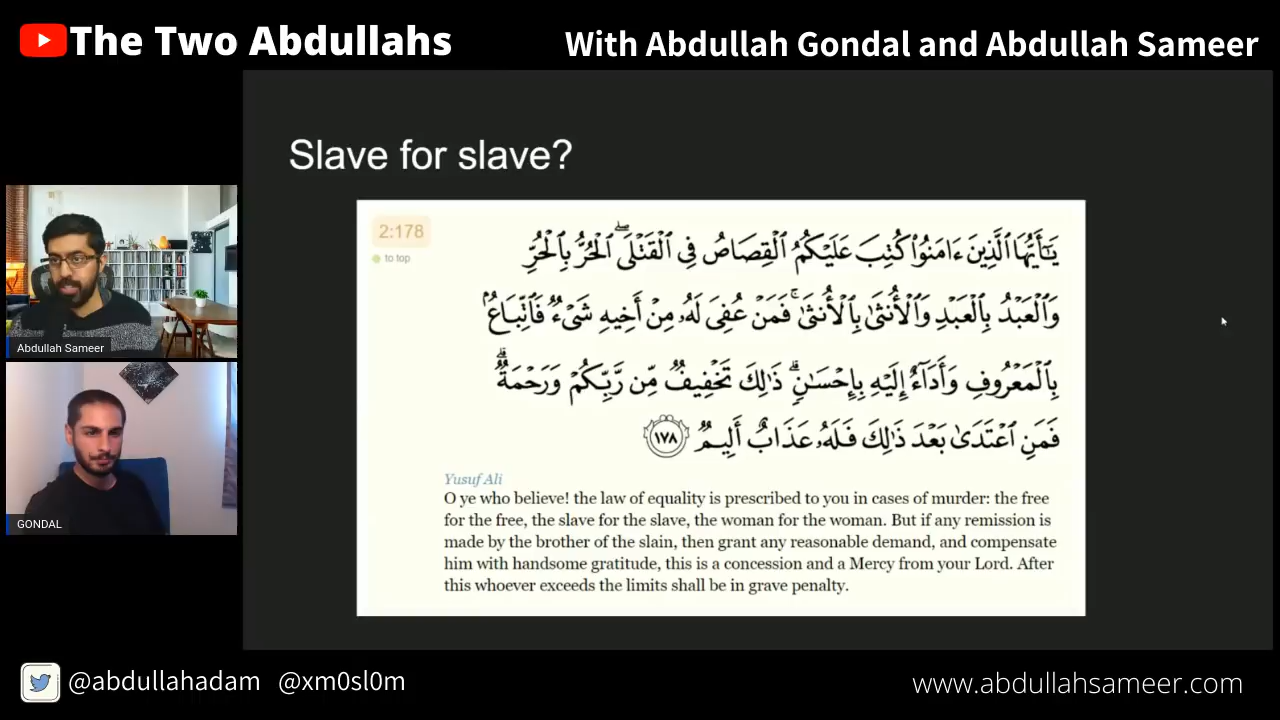 The Two Abdullahs
With Abdullah Gondal and Abdullah Sameer
Slave for slave?
2:178
to top
يَـٰٓأَيُّهَا ٱلَّذِينَ ءَامَنُوا۟ كُتِبَ عَلَيْكُمُ ٱلْقِصَاصُ فِى ٱلْقَتْلَى ۖ ٱلْحُرُّ بِٱلْحُرِّ
وَٱلْعَبْدُ بِٱلْعَبْدِ وَٱلْأُنثَىٰ بِٱلْأُنثَىٰ ۚ فَمَنْ عُفِىَ لَهُۥ مِنْ أَخِيهِ شَىْءٌ فَٱتِّبَاعٌۢ
بِٱلْمَعْرُوفِ وَأَدَآءٌ إِلَيْهِ بِإِحْسَـٰنٍ ۗ ذَٰلِكَ تَخْفِيفٌ مِّن رَّبِّكُمْ وَرَحْمَةٌ ۗ
فَمَنِ ٱعْتَدَىٰ بَعْدَ ذَٰلِكَ فَلَهُۥ عَذَابٌ أَلِيمٌ ١٧٨
Yusuf Ali
O ye who believe! the law of equality is prescribed to you in cases of murder: the free
for the free, the slave for the slave, the woman for the woman. But if any remission is
made by the brother of the slain, then grant any reasonable demand, and compensate
him with handsome gratitude, this is a concession and a Mercy from your Lord. After
this whoever exceeds the limits shall be in grave penalty.
Abdullah Sameer
GONDAL
@abdullahadam @xm0sl0m
www.abdullahsameer.com